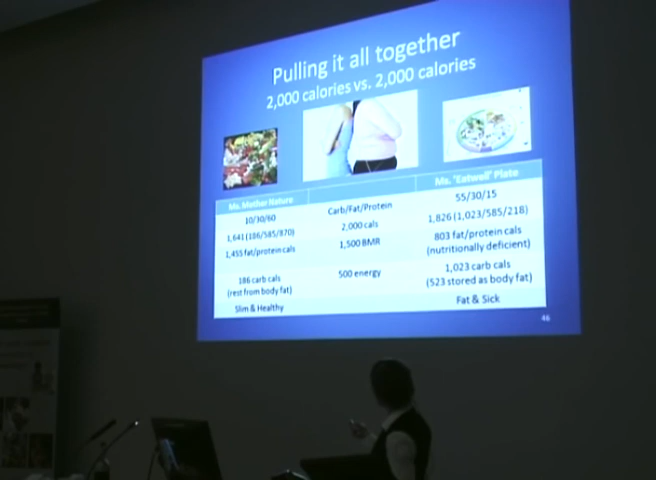 Pulling it all together
2,000 calories vs. 2,000 calories
Ms. Mother Nature
Ms. "Eatwell" Plate
10/30/60
Carb/Fat/Protein
55/30/15
1,641 (186/585/870)
2,000 cals
1,826 (1,023/585/218)
1,455 fat/protein cals
1,500 BMR
803 fat/protein cals
(nutritionally deficient)
186 carb cals
(rest from body fat)
500 energy
1,023 carb cals
(523 stored as body fat)
Slim & Healthy
Fat & Sick
46